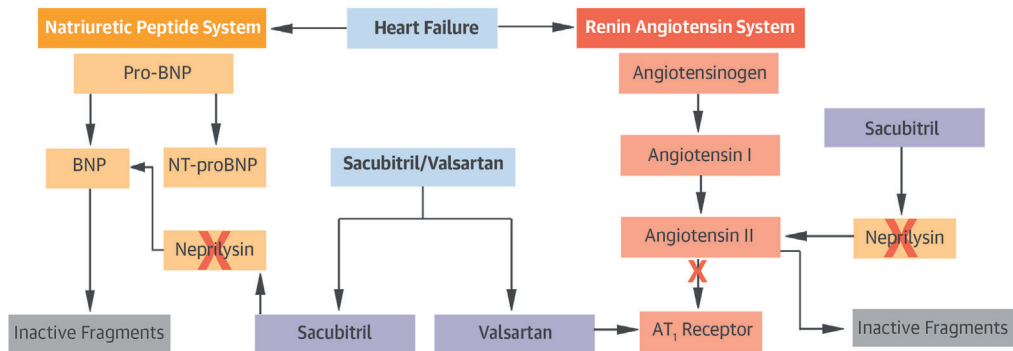 Natriuretic Peptide System
Heart Failure
Renin Angiotensin System
Pro-BNP
Angiotensinogen
Sacubitril
BNP
NT-proBNP
Sacubitril/Valsartan
Angiotensin I
Neprilysin
Angiotensin II
Neprilysin
Inactive Fragments
Sacubitril
Valsartan
AT₁ Receptor
Inactive Fragments